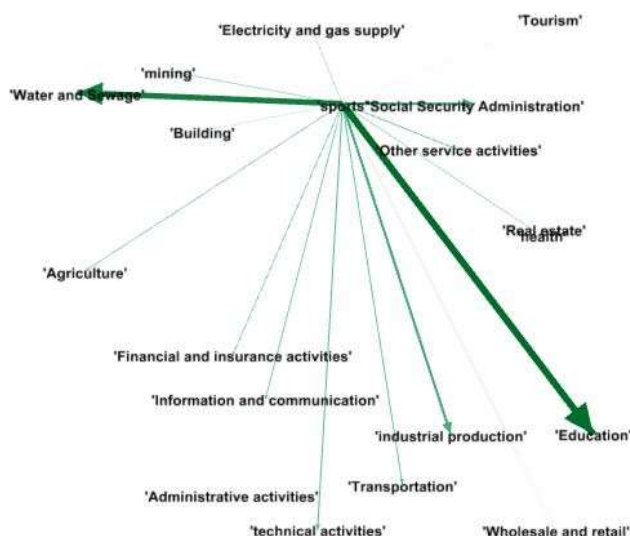 'Tourism'
'Electricity and gas supply'
'mining'
'Water and Sewage'
'sports'
'Social Security Administration'
'Building'
'Other service activities'
'Real estate'
'health'
'Agriculture'
'Financial and insurance activities'
'Information and communication'
'industrial production'
'Education'
'Transportation'
'Administrative activities'
'technical activities'
'Wholesale and retail'